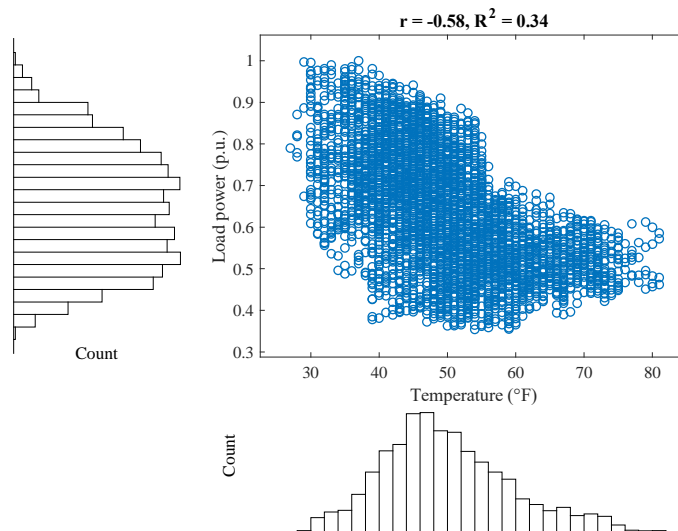 r = -0.58, R² = 0.34
1
0.9
0.8
0.7
0.6
0.5
0.4
0.3
Load power (p.u.)
30 40 50 60 70 80
Temperature (°F)
Count
Count